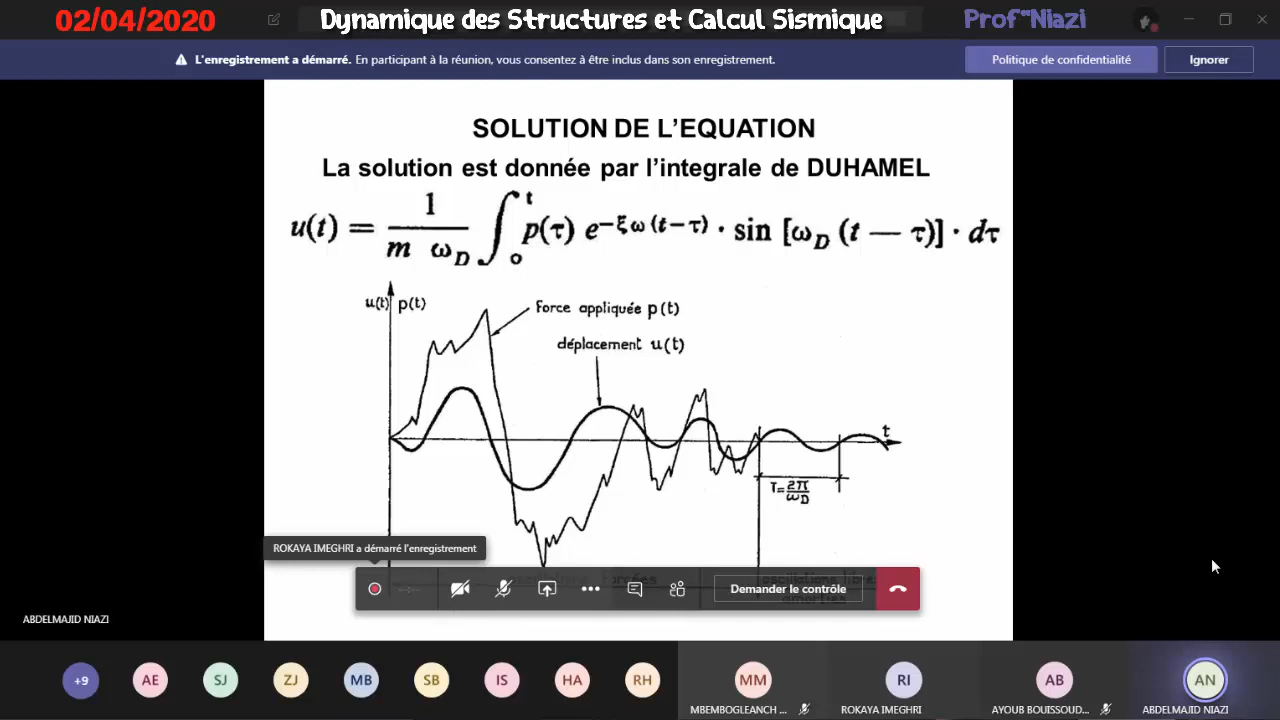 02/04/2020
Dynamique des Structures et Calcul Sismique
Prof"Niazi
L'enregistrement a démarré. En participant à la réunion, vous consentez à être inclus dans son enregistrement.
Politique de confidentialité
Ignorer
SOLUTION DE L'EQUATION
La solution est donnée par l'integrale de DUHAMEL
u(t) = 1 / (m ω_D) ∫_0^t p(τ) e^{-ξω(t-τ)} · sin [ω_D (t — τ)] · dτ
u(t) p(t)
Force appliquée p(t)
déplacement u(t)
t
T=2π/ω_D
ROKAYA IMEGHRI a démarré l'enregistrement
Demander le contrôle
ABDELMAJID NIAZI
+9
AE
SJ
ZJ
MB
SB
IS
HA
RH
MM
RI
AB
AN
MBEMBOGLEANCH ...
ROKAYA IMEGHRI
AYOUB BOUISSOUD...
ABDELMAJID NIAZI